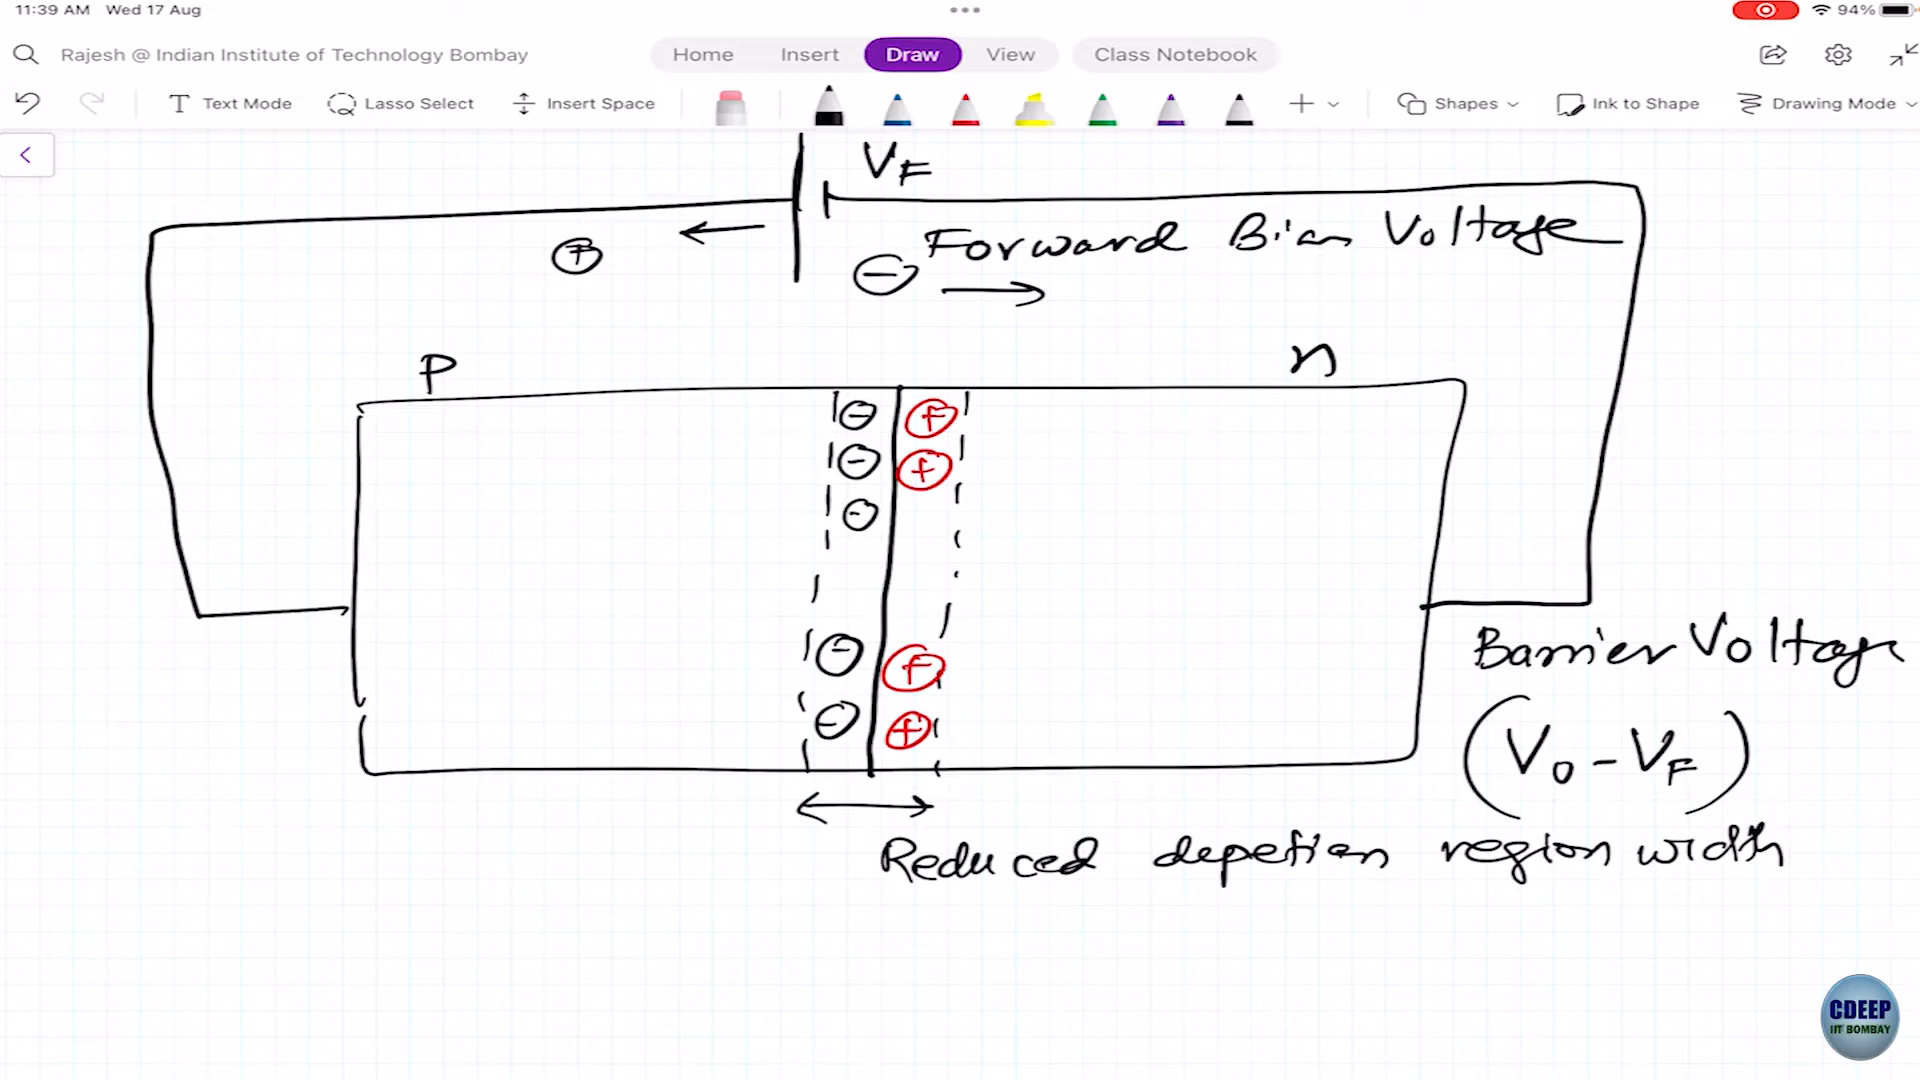 11:39 AM Wed 17 Aug
94%
Rajesh @ Indian Institute of Technology Bombay
Home Insert Draw View Class Notebook
Text Mode Lasso Select Insert Space Shapes Ink to Shape Drawing Mode
VF
Forward Bias Voltage
+ −
P n
− +
− +
−
− +
− +
Barrier Voltage
(V0 - VF)
Reduced depetion region width
CDEEP
IIT BOMBAY